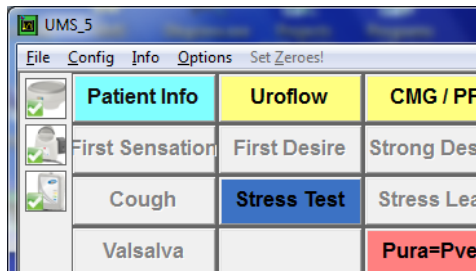 UMS_5
File Config Info Options Set Zeroes!
Patient Info Uroflow CMG / PF
First Sensation First Desire Strong Des
Cough Stress Test Stress Lea
Valsalva Pura=Pve